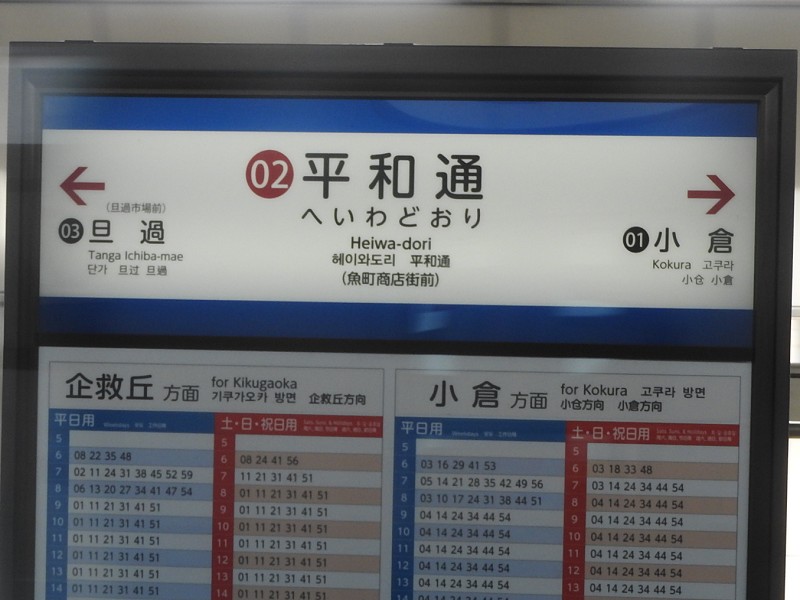 02 平和通
へいわどおり
Heiwa-dori
헤이와도리 平和通
(魚町商店街前)
(旦過市場前)
03 旦過
Tanga Ichiba-mae
단가 旦过 旦過
01 小倉
Kokura 고쿠라
小仓 小倉
企救丘 方面 for Kikugaoka
기쿠가오카 방면 企救丘方向
平日用
5
6 08 22 35 48
7 02 11 24 31 38 45 52 59
8 06 13 20 27 34 41 47 54
9 01 11 21 31 41 51
10 01 11 21 31 41 51
11 01 11 21 31 41 51
12 01 11 21 31 41 51
13 01 11 21 31 41 51
14 01 11 21 31 41 51
土・日・祝日用
5
6 08 24 41 56
7 11 21 31 41 51
8 01 11 21 31 41 51
9 01 11 21 31 41 51
10 01 11 21 31 41 51
11 01 11 21 31 41 51
12 01 11 21 31 41 51
13 01 11 21 31 41 51
14 01 11 21 31 41 51
小倉 方面 for Kokura 고쿠라 방면
小仓方向 小倉方向
平日用
5
6 03 16 29 41 53
7 05 14 21 28 35 42 49 56
8 03 10 17 24 31 38 44 51
9 04 14 24 34 44 54
10 04 14 24 34 44 54
11 04 14 24 34 44 54
12 04 14 24 34 44 54
13 04 14 24 34 44 54
土・日・祝日用
5
6 03 18 33 48
7 03 14 24 34 44 54
8 04 14 24 34 44 54
9 04 14 24 34 44 54
10 04 14 24 34 44 54
11 04 14 24 34 44 54
12 04 14 24 34 44 54
13 04 14 24 34 44 54